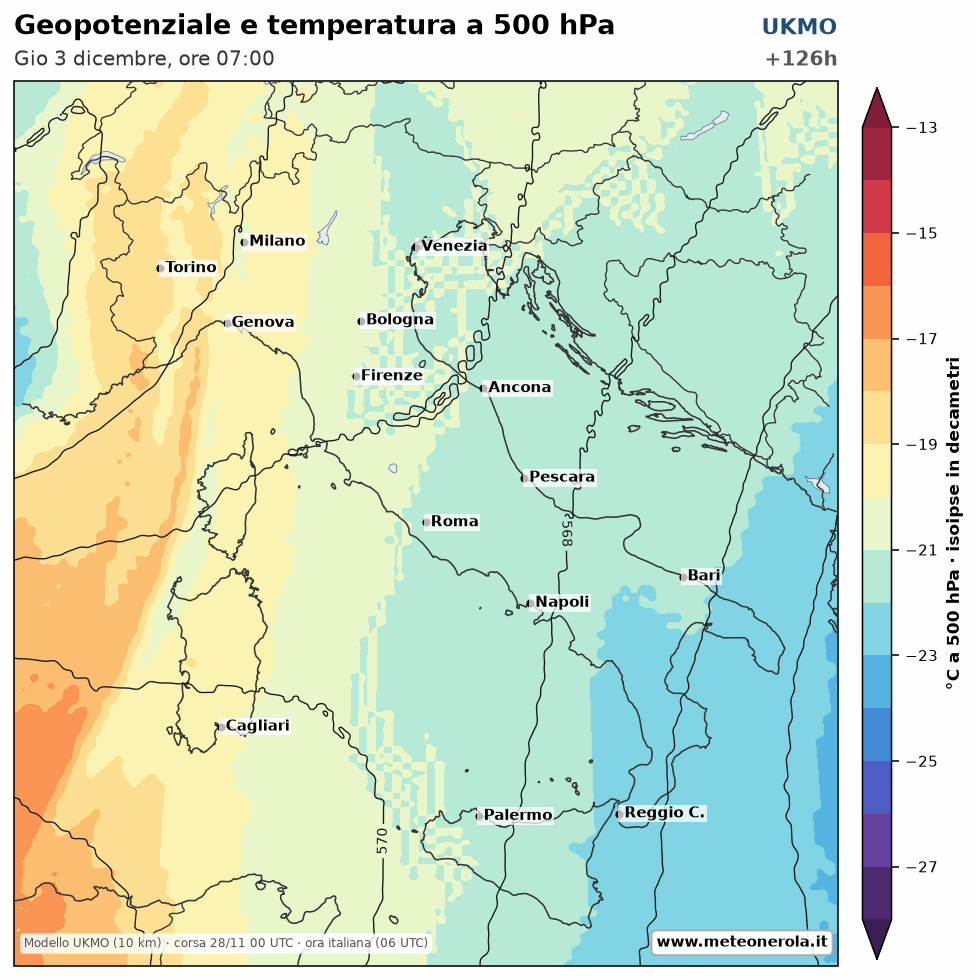 Geopotenziale e temperatura a 500 hPa
UKMO
Gio 3 dicembre, ore 07:00
+126h
−13
−15
−17
−19
−21
−23
−25
−27
°C a 500 hPa · isoipse in decametri
Milano
Venezia
Torino
Genova
Bologna
Firenze
Ancona
Pescara
Roma
568
Bari
Napoli
Cagliari
Palermo
Reggio C.
570
Modello UKMO (10 km) · corsa 28/11 00 UTC · ora italiana (06 UTC)
www.meteonerola.it